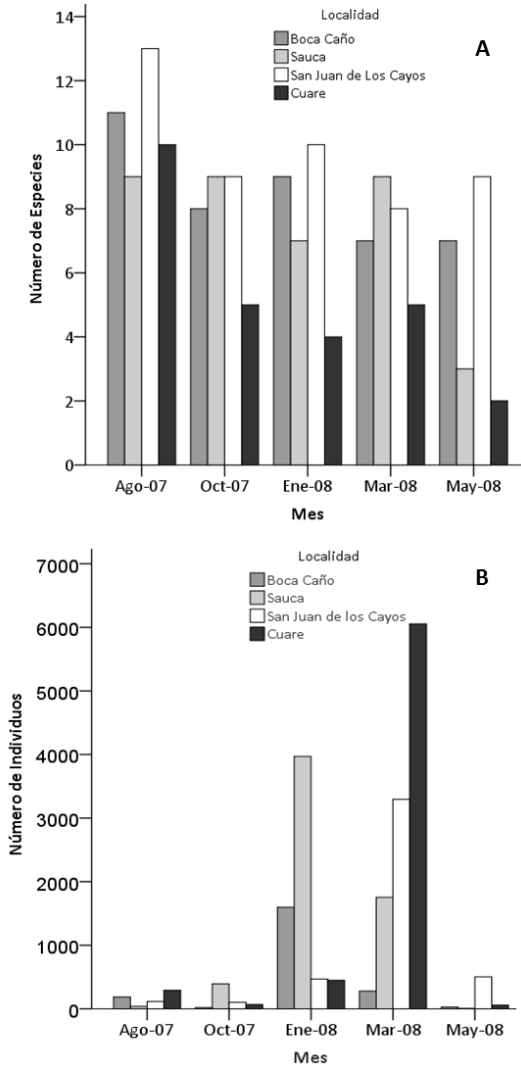 Localidad
A
Boca Caño
Sauca
San Juan de Los Cayos
Cuare
Número de Especies
14
12
10
8
6
4
2
0
Ago-07 Oct-07 Ene-08 Mar-08 May-08
Mes
Localidad
B
Boca Caño
Sauca
San Juan de los Cayos
Cuare
Número de Individuos
7000
6000
5000
4000
3000
2000
1000
0
Ago-07 Oct-07 Ene-08 Mar-08 May-08
Mes